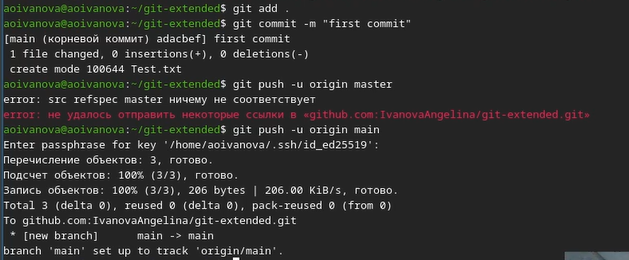 aoivanova@aoivanova:~/git-extended$ git add .
aoivanova@aoivanova:~/git-extended$ git commit -m "first commit"
[main (корневой коммит) adacbef] first commit
 1 file changed, 0 insertions(+), 0 deletions(-)
 create mode 100644 Test.txt
aoivanova@aoivanova:~/git-extended$ git push -u origin master
error: src refspec master ничему не соответствует
error: не удалось отправить некоторые ссылки в «github.com:IvanovaAngelina/git-extended.git»
aoivanova@aoivanova:~/git-extended$ git push -u origin main
Enter passphrase for key '/home/aoivanova/.ssh/id_ed25519':
Перечисление объектов: 3, готово.
Подсчет объектов: 100% (3/3), готово.
Запись объектов: 100% (3/3), 206 bytes | 206.00 KiB/s, готово.
Total 3 (delta 0), reused 0 (delta 0), pack-reused 0 (from 0)
To github.com:IvanovaAngelina/git-extended.git
 * [new branch]      main -> main
branch 'main' set up to track 'origin/main'.